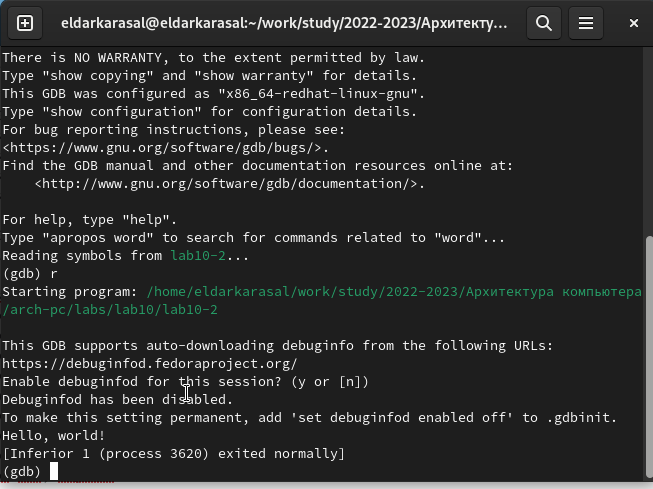 eldarkarasal@eldarkarasal:~/work/study/2022-2023/Архитекту...
There is NO WARRANTY, to the extent permitted by law.
Type "show copying" and "show warranty" for details.
This GDB was configured as "x86_64-redhat-linux-gnu".
Type "show configuration" for configuration details.
For bug reporting instructions, please see:
<https://www.gnu.org/software/gdb/bugs/>.
Find the GDB manual and other documentation resources online at:
    <http://www.gnu.org/software/gdb/documentation/>.
For help, type "help".
Type "apropos word" to search for commands related to "word"...
Reading symbols from lab10-2...
(gdb) r
Starting program: /home/eldarkarasal/work/study/2022-2023/Архитектура компьютера
/arch-pc/labs/lab10/lab10-2
This GDB supports auto-downloading debuginfo from the following URLs:
https://debuginfod.fedoraproject.org/
Enable debuginfod for this session? (y or [n])
Debuginfod has been disabled.
To make this setting permanent, add 'set debuginfod enabled off' to .gdbinit.
Hello, world!
[Inferior 1 (process 3620) exited normally]
(gdb)